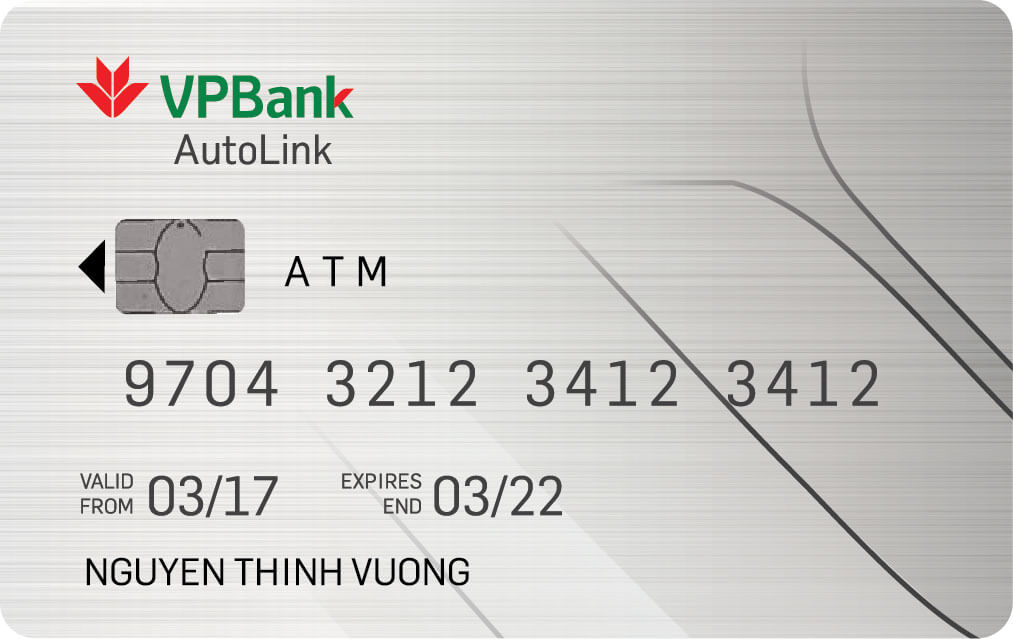 VPBank
AutoLink
ATM
9704 3212 3412 3412
VALID FROM 03/17 EXPIRES END 03/22
NGUYEN THINH VUONG